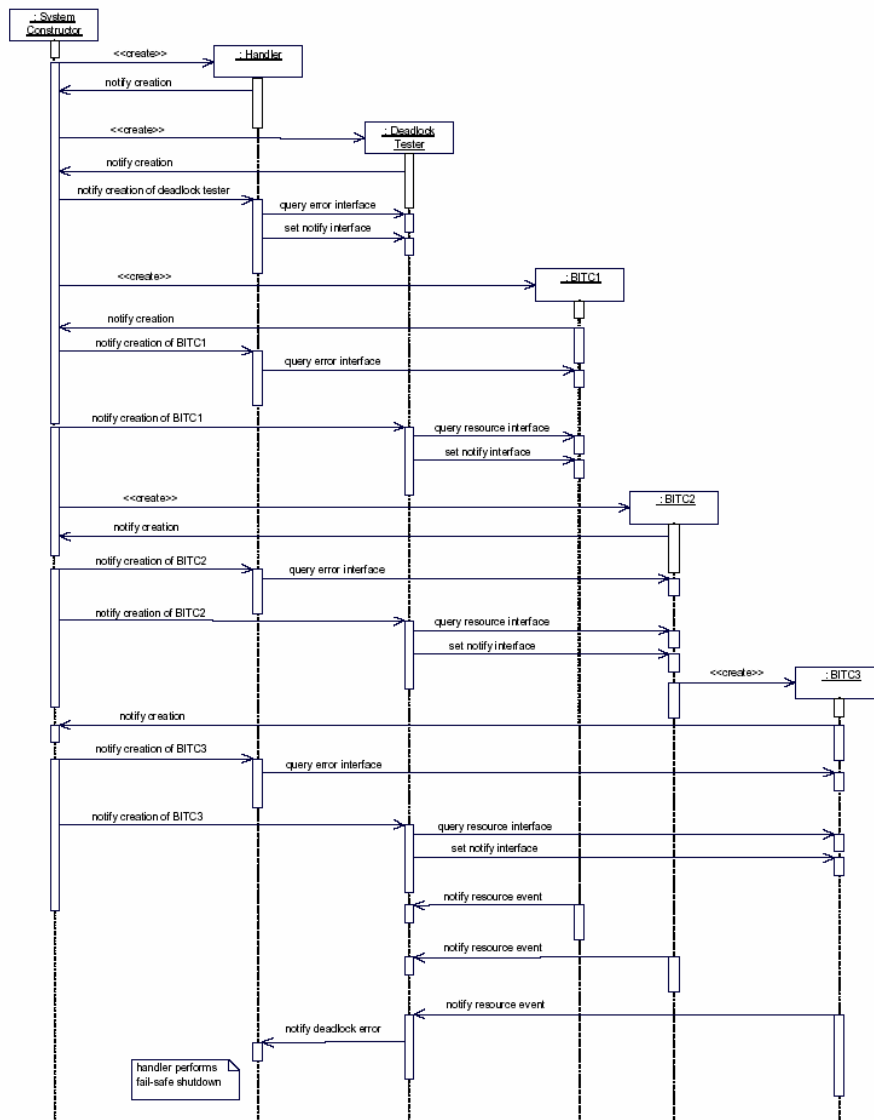 : System
Constructor
<<create>>
: Handler
notify creation
<<create>>
: Deadlock
Tester
notify creation
notify creation of deadlock tester
query error interface
set notify interface
<<create>>
: BITC1
notify creation
notify creation of BITC1
query error interface
notify creation of BITC1
query resource interface
set notify interface
<<create>>
: BITC2
notify creation
notify creation of BITC2
query error interface
notify creation of BITC2
query resource interface
set notify interface
<<create>>
: BITC3
notify creation
notify creation of BITC3
query error interface
notify creation of BITC3
query resource interface
set notify interface
notify resource event
notify resource event
notify resource event
notify deadlock error
handler performs
fail-safe shutdown